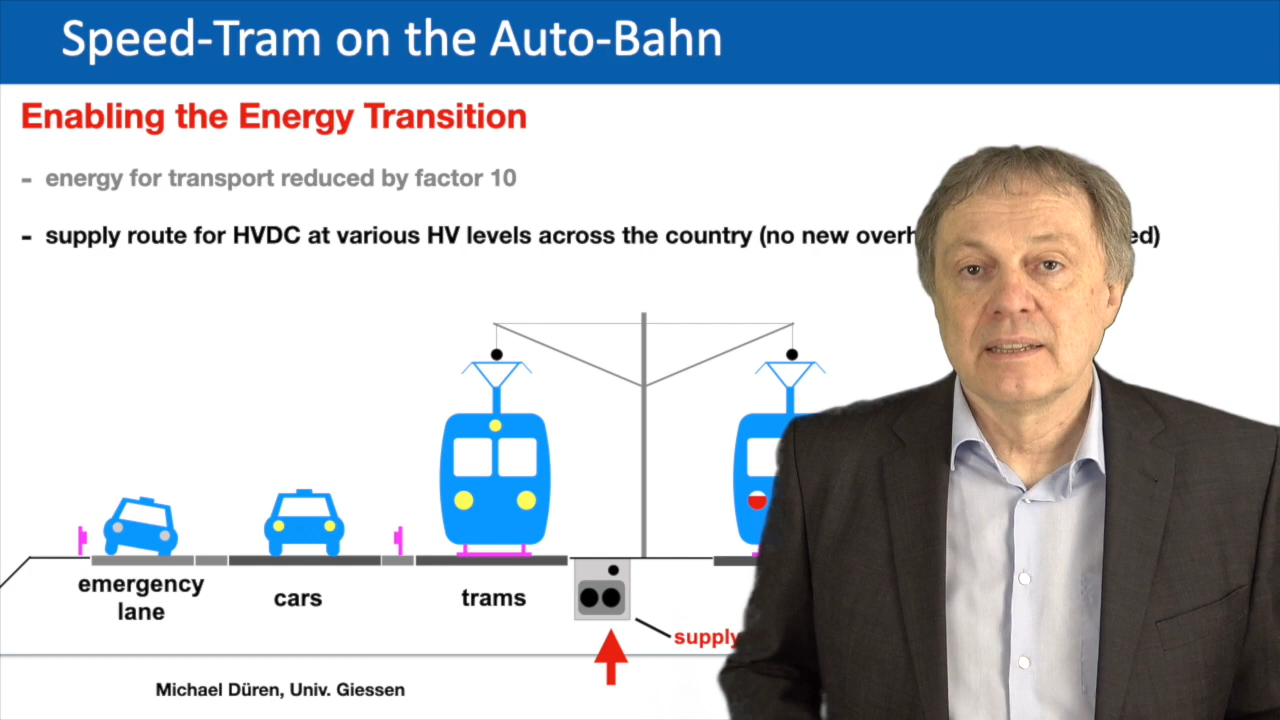 Speed-Tram on the Auto-Bahn
Enabling the Energy Transition
- energy for transport reduced by factor 10
- supply route for HVDC at various HV levels across the country (no new overh ed)
emergency
lane
cars
trams
supply
Michael Düren, Univ. Giessen